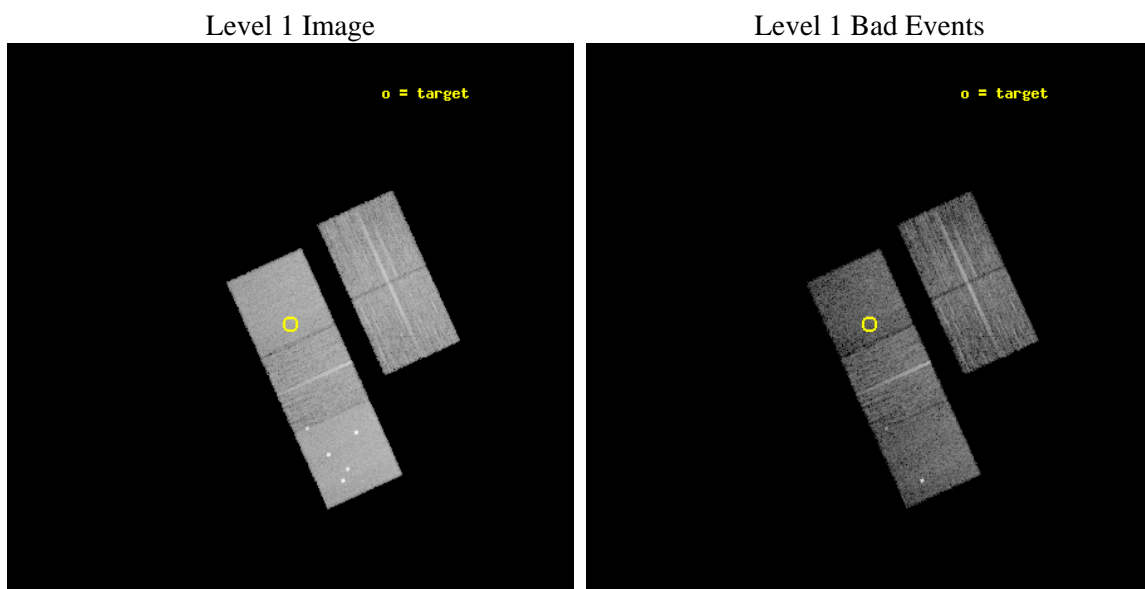 Level 1 Image
Level 1 Bad Events
o = target
o = target